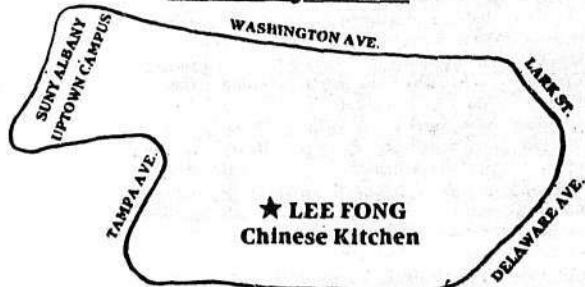 WASHINGTON AVE.
SUNY ALBANY
UPTOWN CAMPUS
LARK ST.
TAMPA AVE.
★ LEE FONG
Chinese Kitchen
DELAWARE AVE.